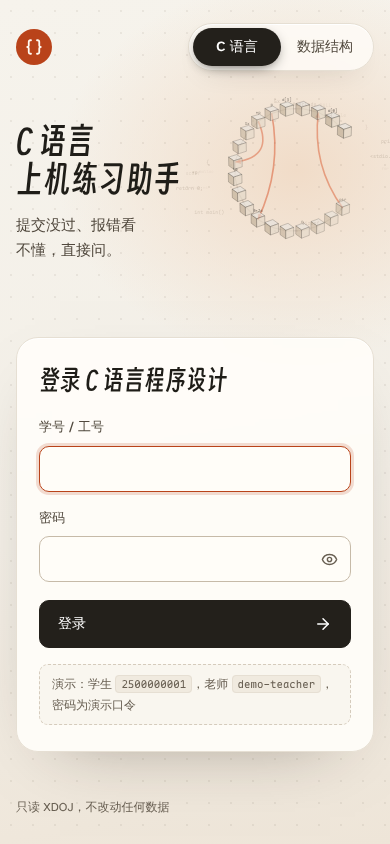 { }
C 语言
数据结构
C 语言
上机练习助手
提交没过、报错看
不懂，直接问。
登录 C 语言程序设计
学号 / 工号
密码
登录
演示：学生 2500000001，老师 demo-teacher，
密码为演示口令
只读 XDOJ，不改动任何数据